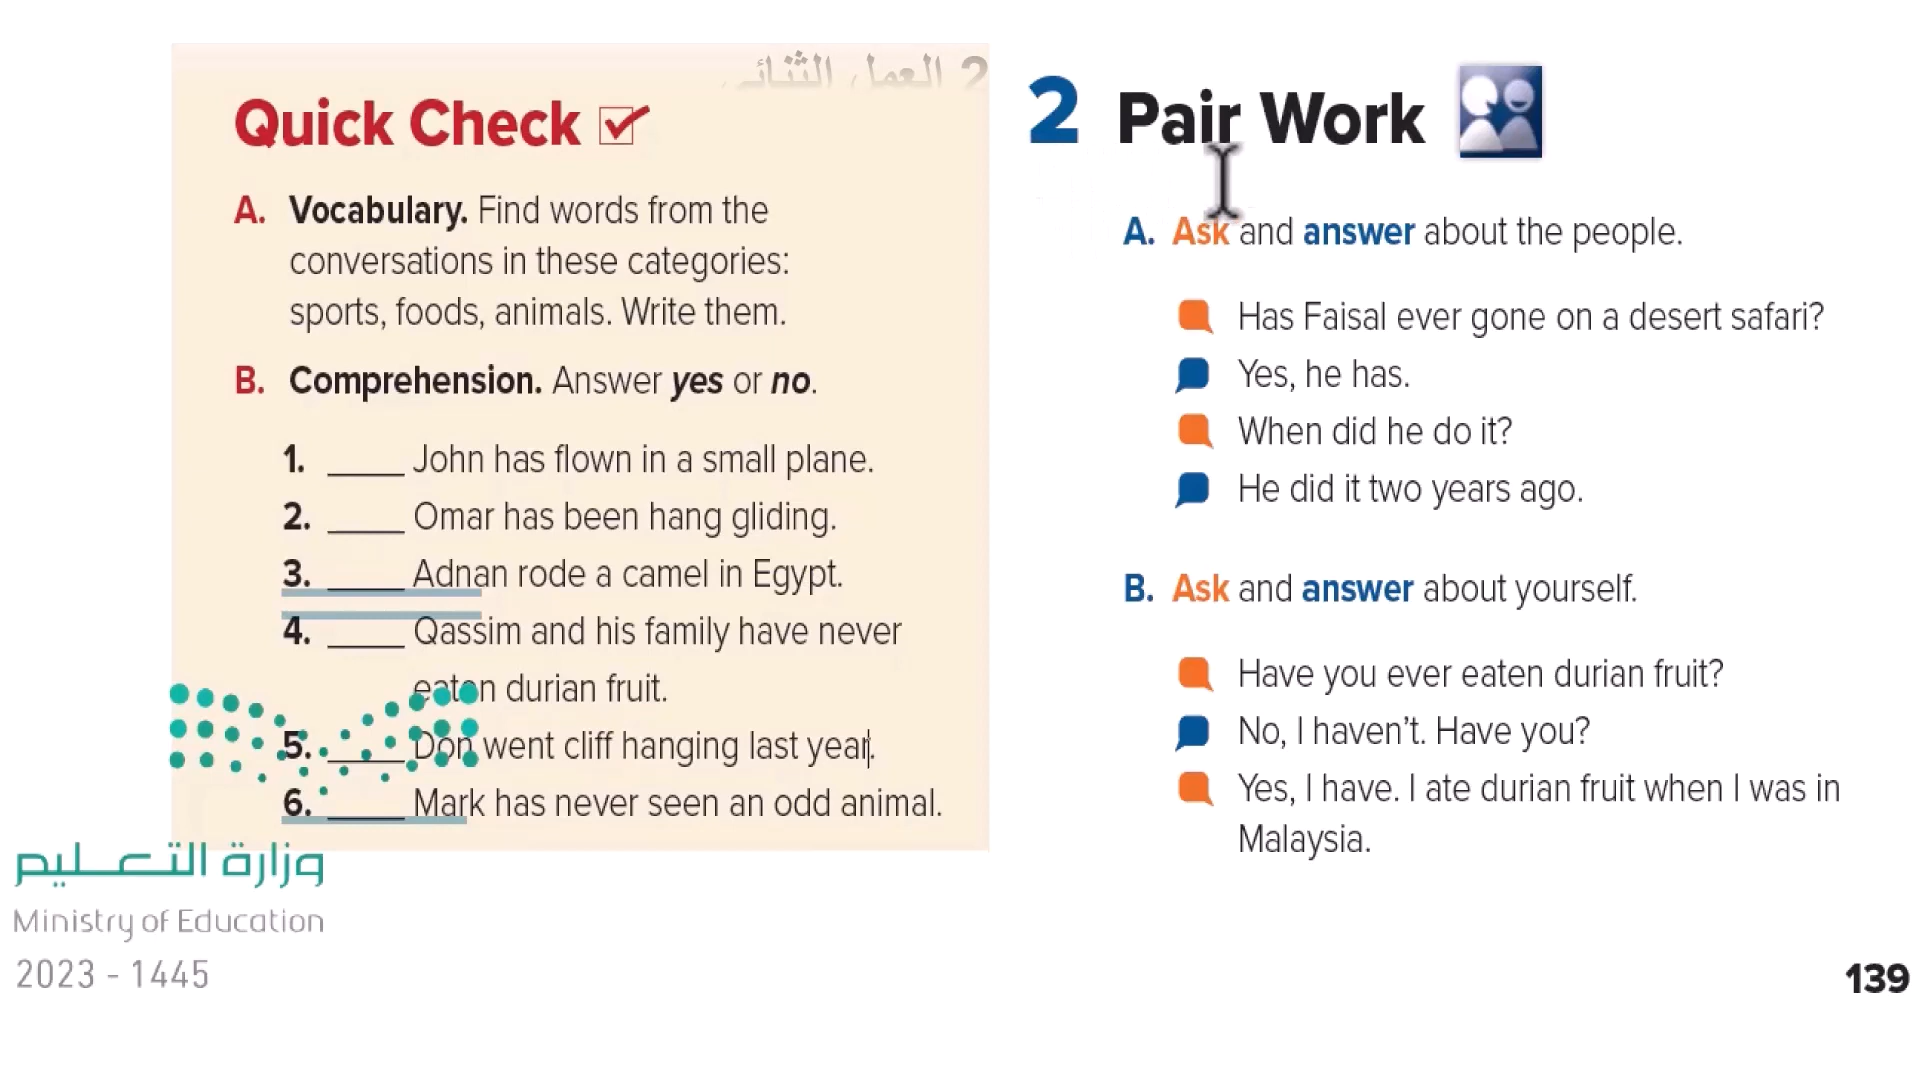 2 العمل الثنائي
Quick Check
A. Vocabulary. Find words from the
conversations in these categories:
sports, foods, animals. Write them.
B. Comprehension. Answer yes or no.
1. _____ John has flown in a small plane.
2. _____ Omar has been hang gliding.
3. _____ Adnan rode a camel in Egypt.
4. _____ Qassim and his family have never
eaten durian fruit.
5. _____ Don went cliff hanging last year.
6. _____ Mark has never seen an odd animal.
وزارة التعليم
Ministry of Education
2023 - 1445
2 Pair Work
A. Ask and answer about the people.
Has Faisal ever gone on a desert safari?
Yes, he has.
When did he do it?
He did it two years ago.
B. Ask and answer about yourself.
Have you ever eaten durian fruit?
No, I haven't. Have you?
Yes, I have. I ate durian fruit when I was in
Malaysia.
139